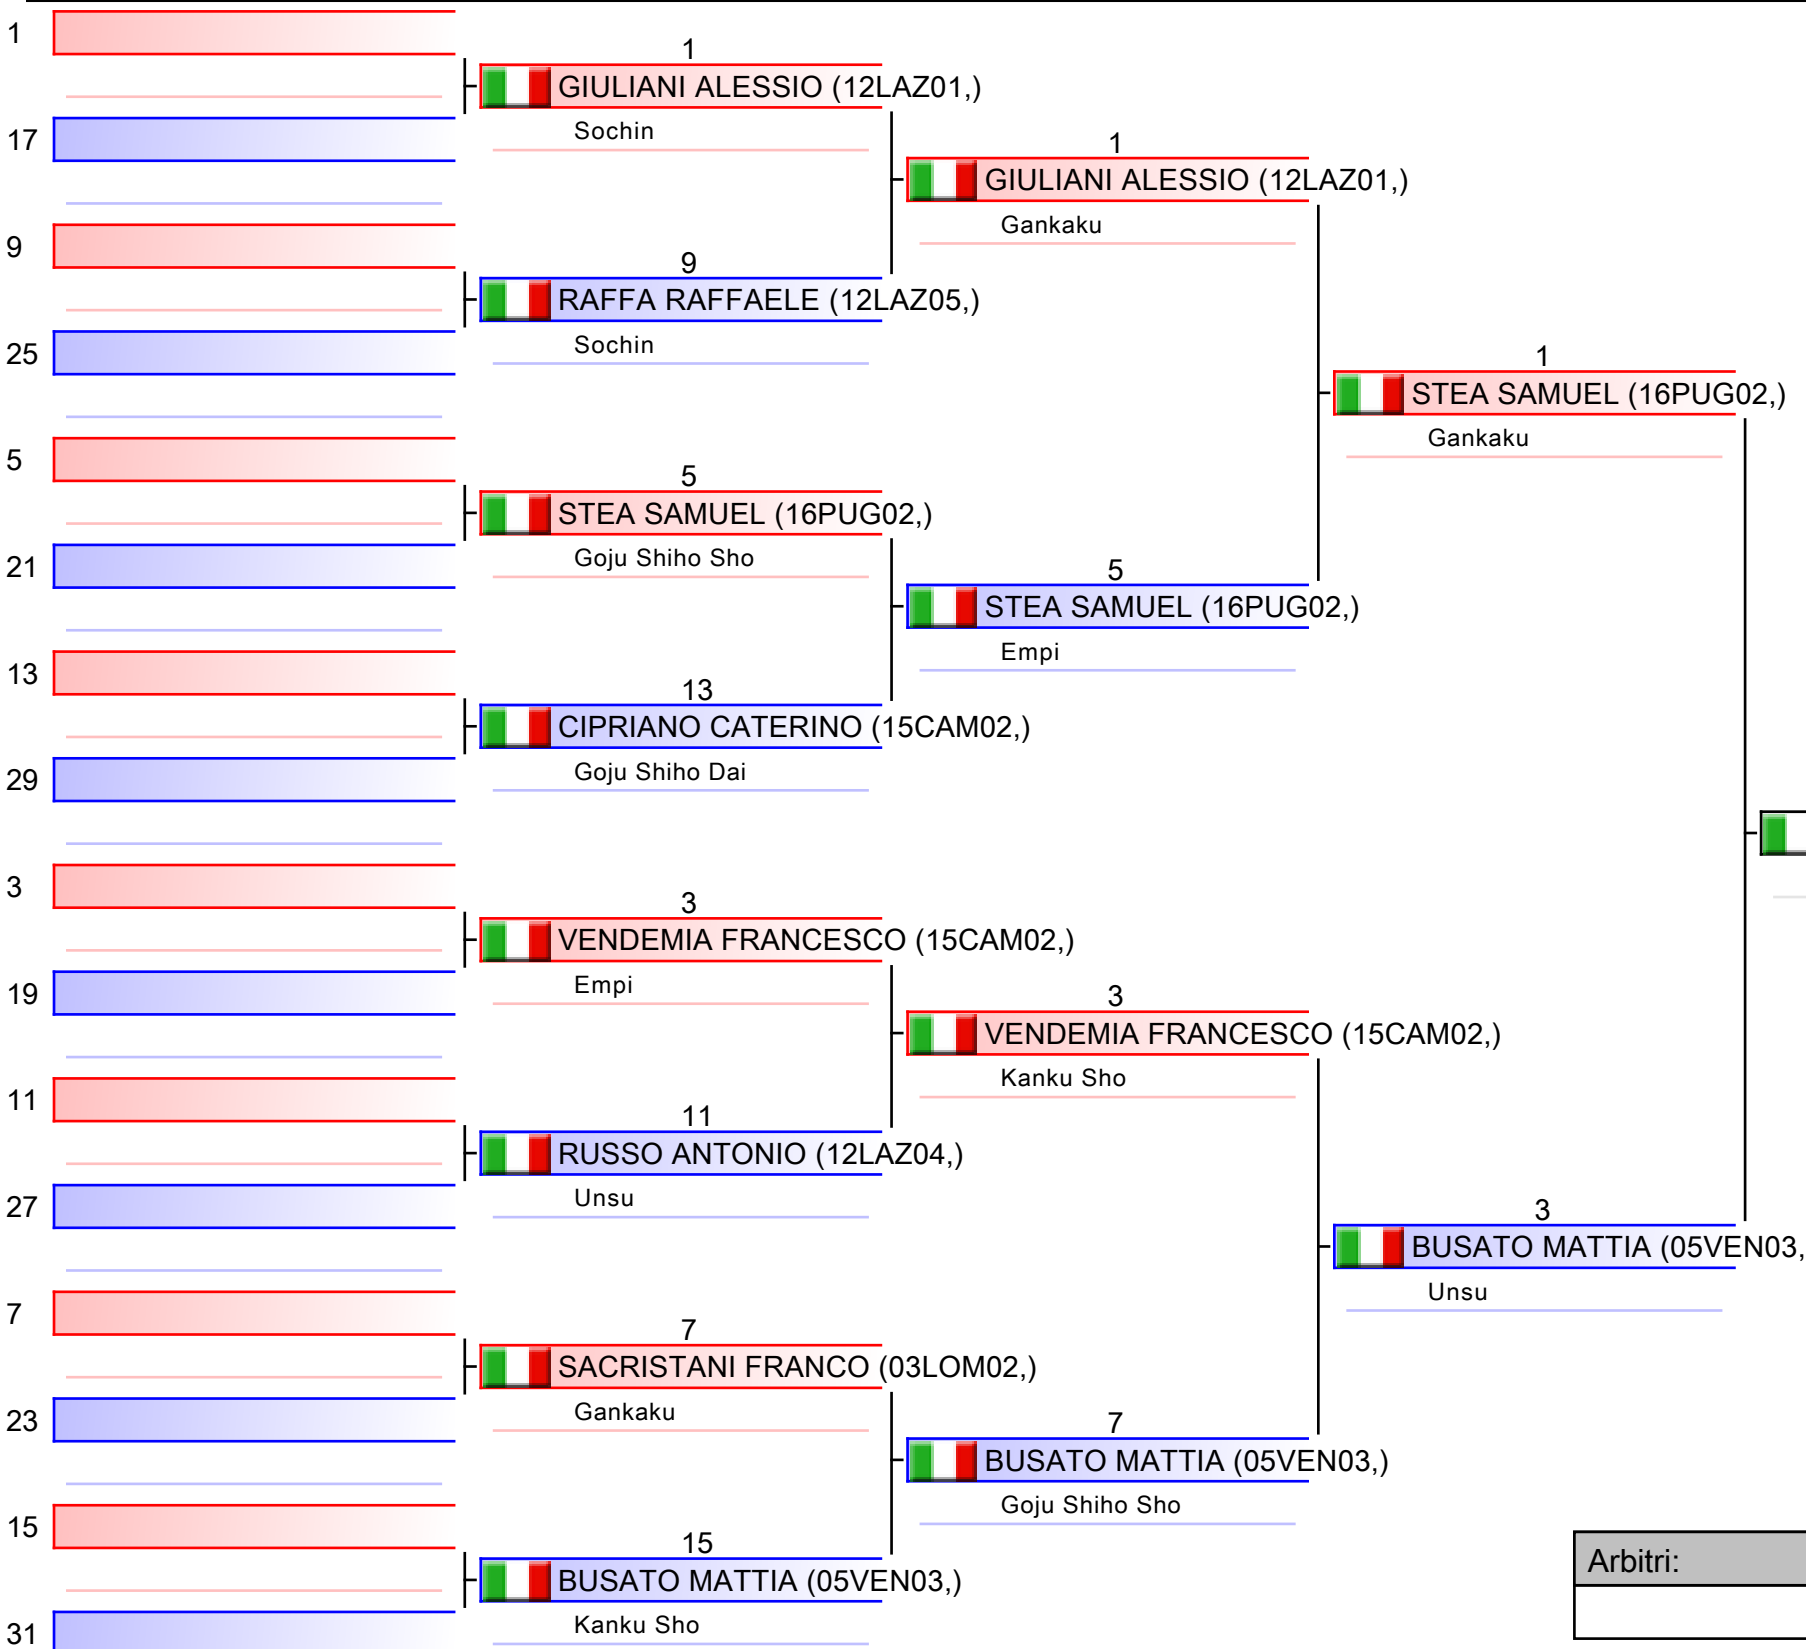 1
17
9
25
5
21
13
29
3
19
11
27
7
23
15
31
1
GIULIANI ALESSIO (12LAZ01,)
Sochin
9
RAFFA RAFFAELE (12LAZ05,)
Sochin
5
STEA SAMUEL (16PUG02,)
Goju Shiho Sho
13
CIPRIANO CATERINO (15CAM02,)
Goju Shiho Dai
3
VENDEMIA FRANCESCO (15CAM02,)
Empi
11
RUSSO ANTONIO (12LAZ04,)
Unsu
7
SACRISTANI FRANCO (03LOM02,)
Gankaku
15
BUSATO MATTIA (05VEN03,)
Kanku Sho
1
GIULIANI ALESSIO (12LAZ01,)
Gankaku
5
STEA SAMUEL (16PUG02,)
Empi
3
VENDEMIA FRANCESCO (15CAM02,)
Kanku Sho
7
BUSATO MATTIA (05VEN03,)
Goju Shiho Sho
1
STEA SAMUEL (16PUG02,)
Gankaku
3
BUSATO MATTIA (05VEN03,
Unsu
Arbitri: